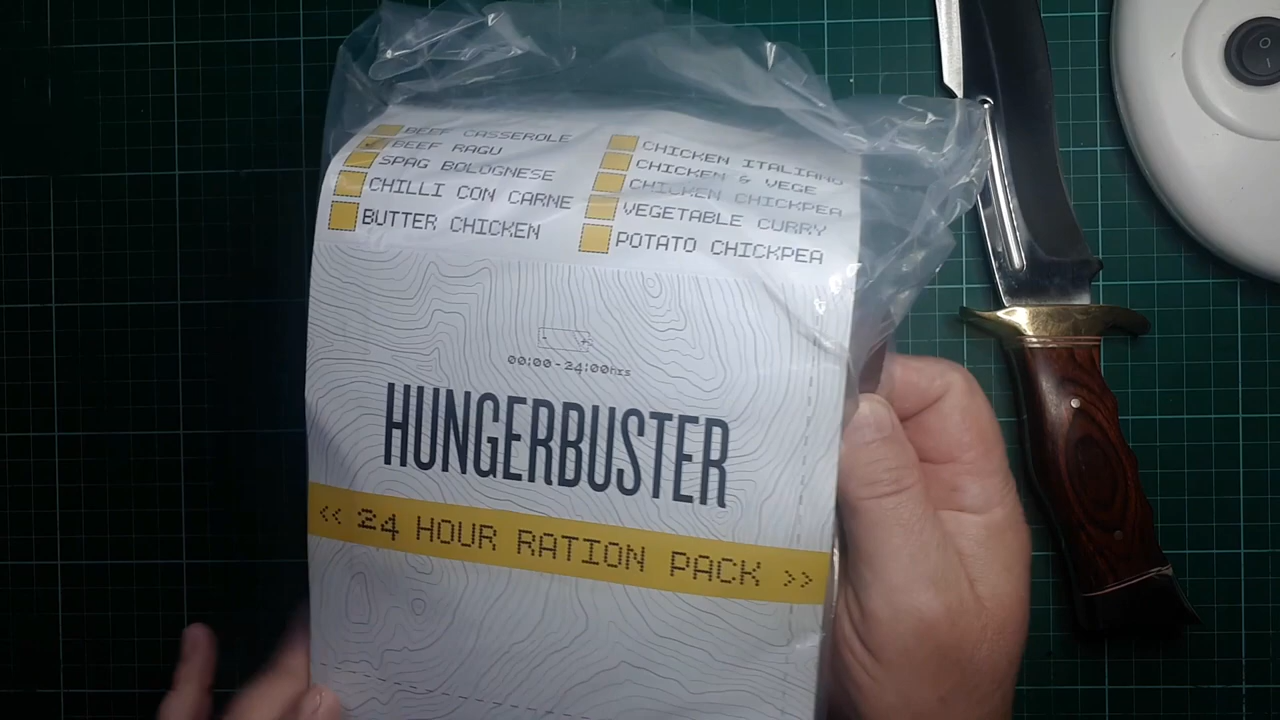 BEEF CASSEROLE
BEEF RAGU
SPAG BOLOGNESE
CHILLI CON CARNE
BUTTER CHICKEN
CHICKEN ITALIANO
CHICKEN & VEGE
CHICKEN CHICKPEA
VEGETABLE CURRY
POTATO CHICKPEA
00:00-24:00hrs
HUNGERBUSTER
<< 24 HOUR RATION PACK >>